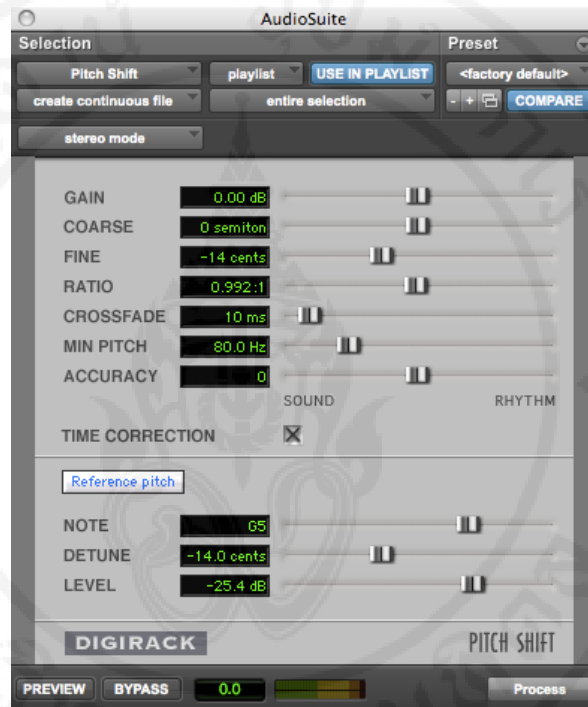 AudioSuite
Selection
Preset
Pitch Shift playlist USE IN PLAYLIST <factory default>
create continuous file entire selection - + COMPARE
stereo mode
GAIN 0.00 dB
COARSE 0 semiton
FINE -14 cents
RATIO 0.992:1
CROSSFADE 10 ms
MIN PITCH 80.0 Hz
ACCURACY 0
SOUND RHYTHM
TIME CORRECTION
Reference pitch
NOTE G5
DETUNE -14.0 cents
LEVEL -25.4 dB
DIGIRACK PITCH SHIFT
PREVIEW BYPASS 0.0 Process